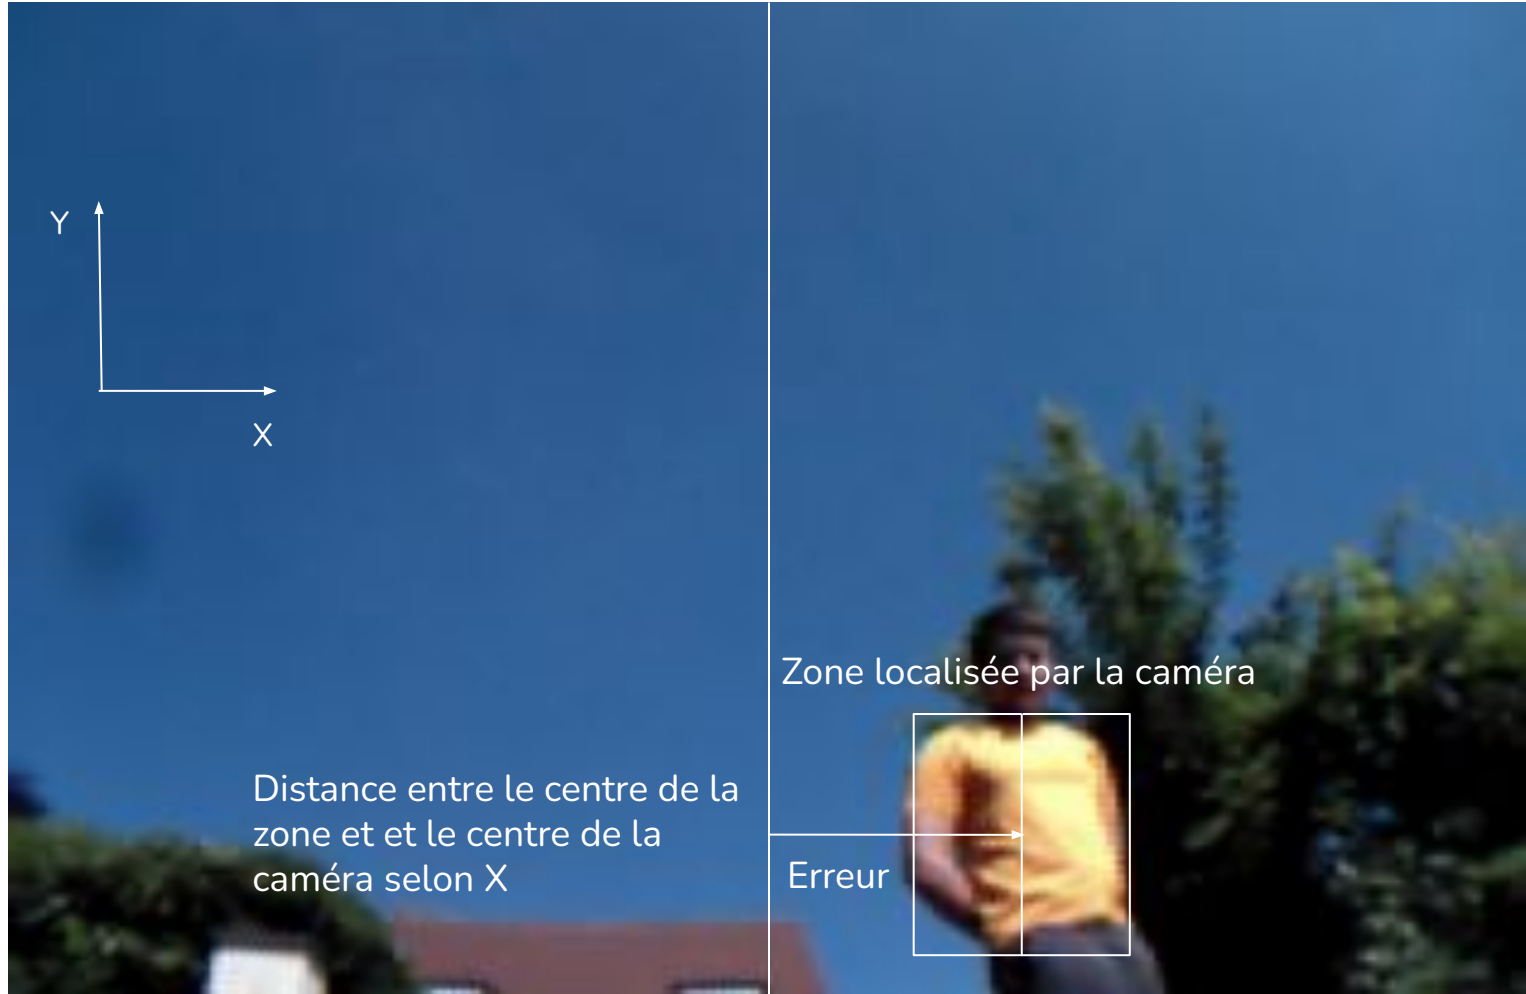 Y
X
Zone localisée par la caméra
Distance entre le centre de la
zone et et le centre de la
caméra selon X
Erreur